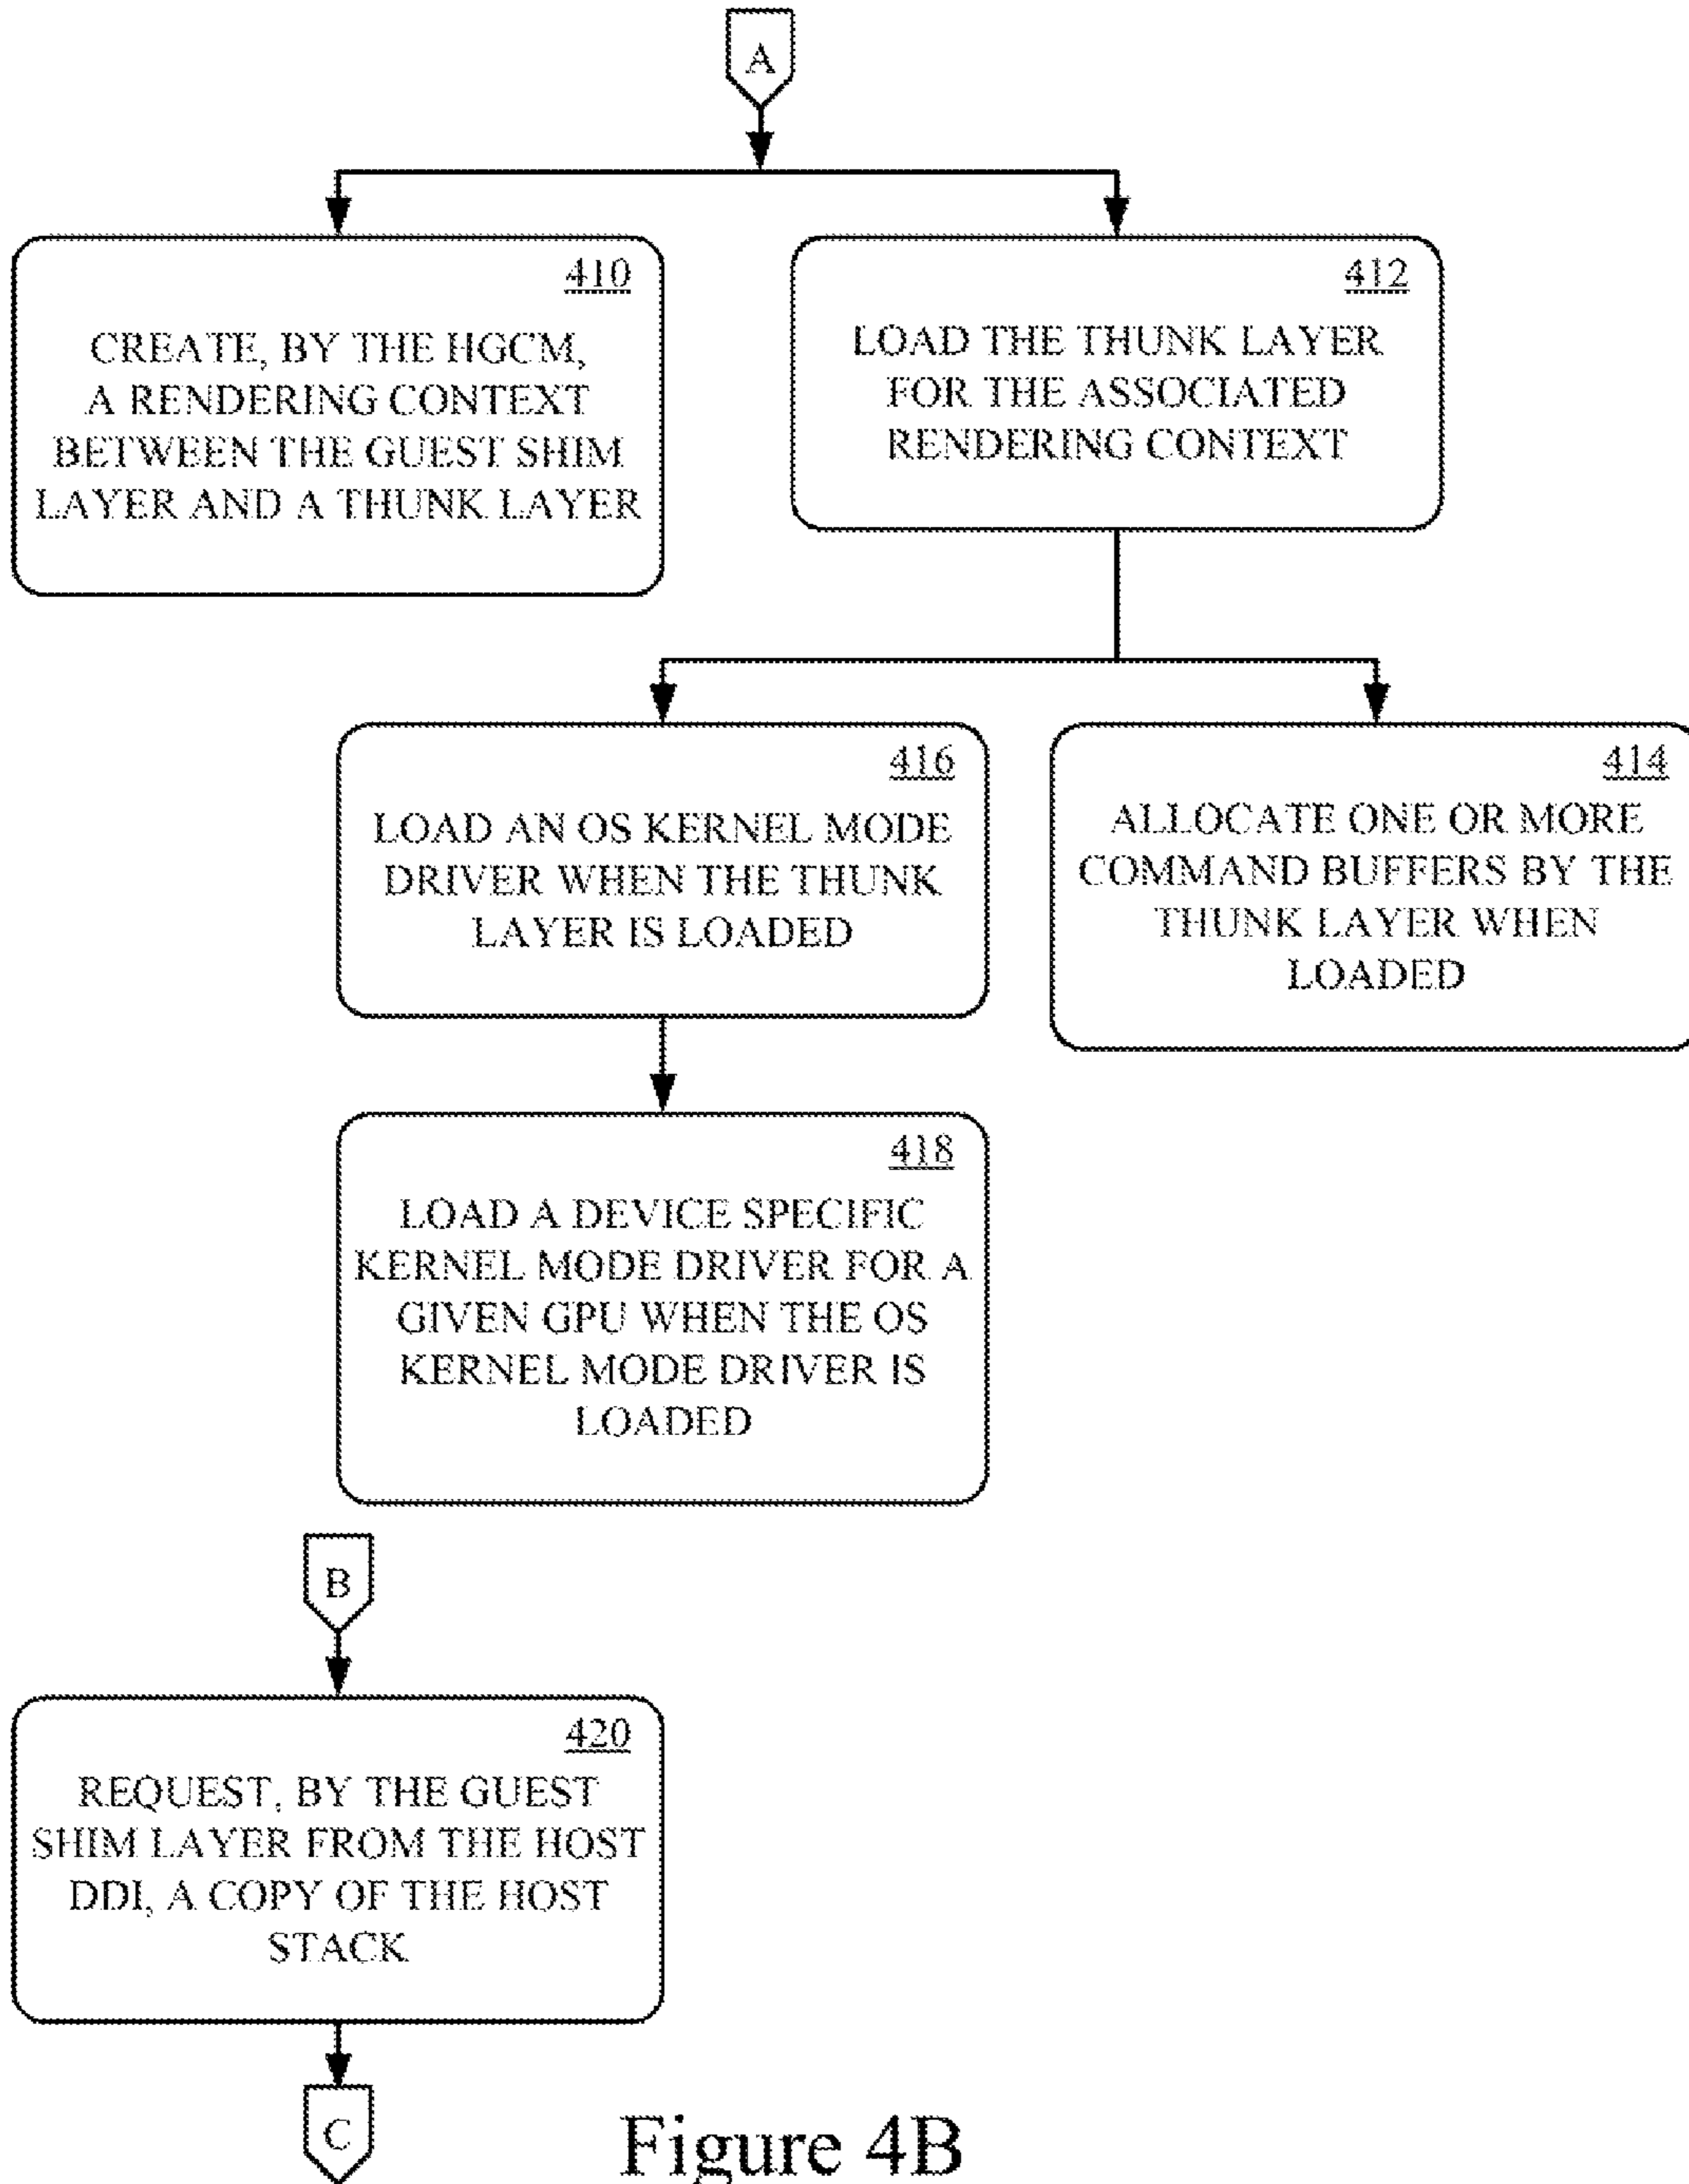 A
410
CREATE, BY THE HGCM,
A RENDERING CONTEXT
BETWEEN THE GUEST SHIM
LAYER AND A THUNK LAYER
412
LOAD THE THUNK LAYER
FOR THE ASSOCIATED
RENDERING CONTEXT
416
LOAD AN OS KERNEL MODE
DRIVER WHEN THE THUNK
LAYER IS LOADED
414
ALLOCATE ONE OR MORE
COMMAND BUFFERS BY THE
THUNK LAYER WHEN
LOADED
418
LOAD A DEVICE SPECIFIC
KERNEL MODE DRIVER FOR A
GIVEN GPU WHEN THE OS
KERNEL MODE DRIVER IS
LOADED
B
420
REQUEST, BY THE GUEST
SHIM LAYER FROM THE HOST
DDI, A COPY OF THE HOST
STACK
C
Figure 4B